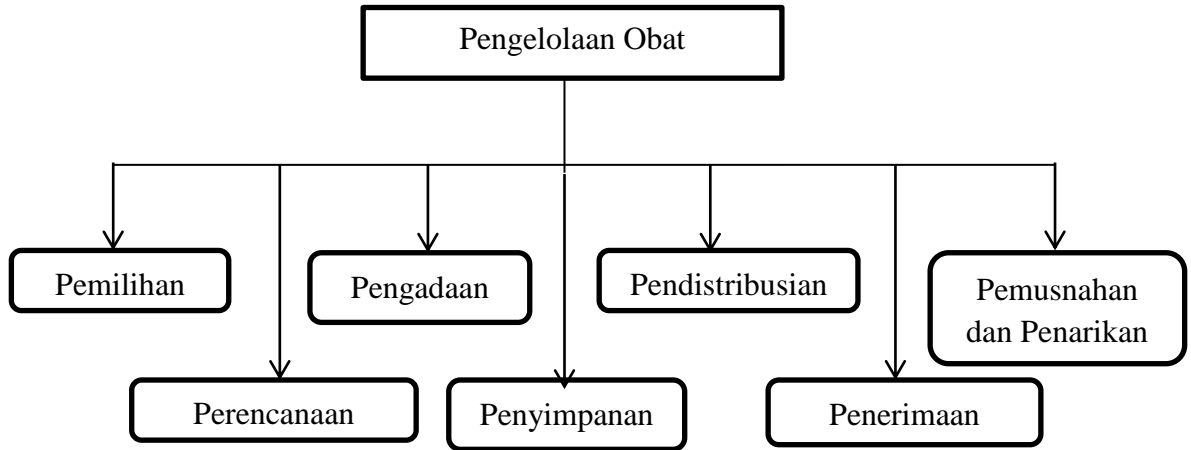 Pengelolaan Obat
Pemilihan
Pengadaan
Pendistribusian
Pemusnahan
dan Penarikan
Perencanaan
Penyimpanan
Penerimaan